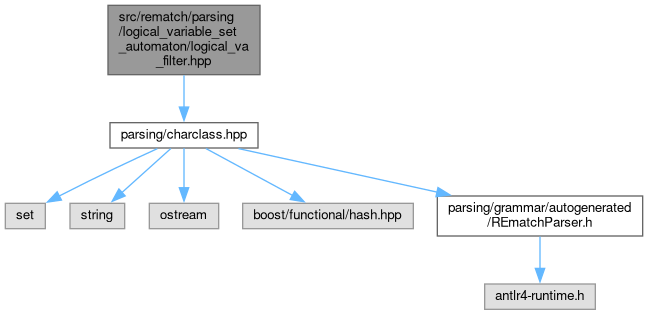 src/rematch/parsing
/logical_variable_set
_automaton/logical_va
_filter.hpp
parsing/charclass.hpp
set
string
ostream
boost/functional/hash.hpp
parsing/grammar/autogenerated
/REmatchParser.h
antlr4-runtime.h